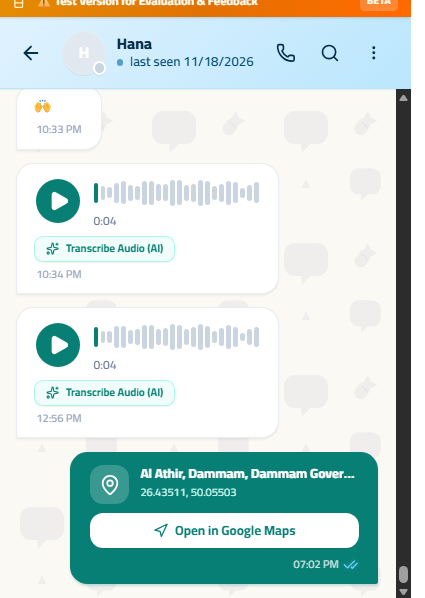 Test Version for Evaluation & Feedback
BETA
H
Hana
last seen 11/18/2026
🙌
10:33 PM
0:04
Transcribe Audio (AI)
10:34 PM
0:04
Transcribe Audio (AI)
12:56 PM
Al Athir, Dammam, Dammam Gover...
26.43511, 50.05503
Open in Google Maps
07:02 PM